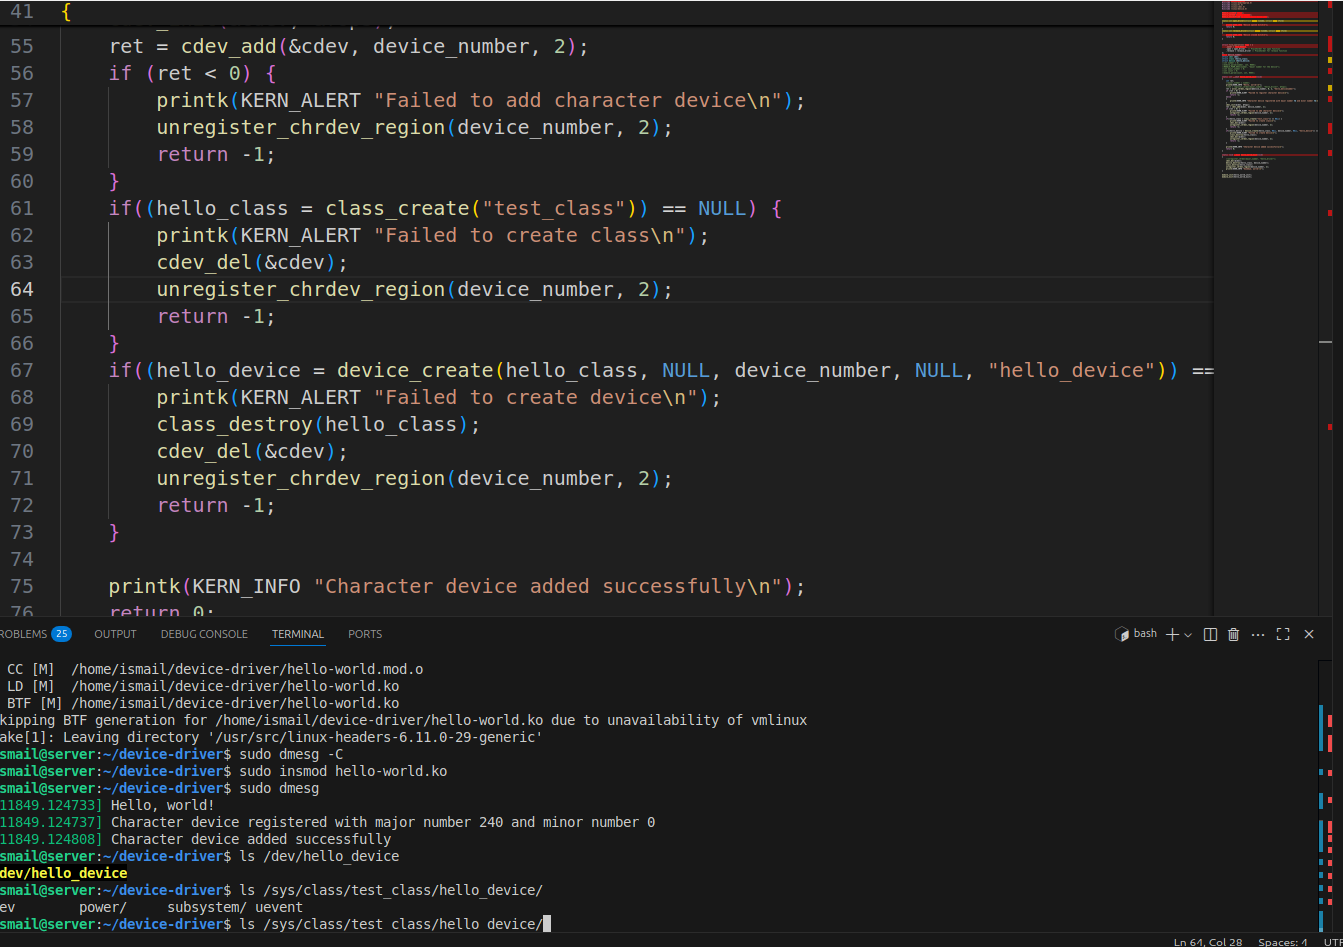 41 {
55 ret = cdev_add(&cdev, device_number, 2);
56 if (ret < 0) {
57 printk(KERN_ALERT "Failed to add character device\n");
58 unregister_chrdev_region(device_number, 2);
59 return -1;
60 }
61 if((hello_class = class_create("test_class")) == NULL) {
62 printk(KERN_ALERT "Failed to create class\n");
63 cdev_del(&cdev);
64 unregister_chrdev_region(device_number, 2);
65 return -1;
66 }
67 if((hello_device = device_create(hello_class, NULL, device_number, NULL, "hello_device")) ==
68 printk(KERN_ALERT "Failed to create device\n");
69 class_destroy(hello_class);
70 cdev_del(&cdev);
71 unregister_chrdev_region(device_number, 2);
72 return -1;
73 }
74
75 printk(KERN_INFO "Character device added successfully\n");
76 return 0;
ROBLEMS 25 OUTPUT DEBUG CONSOLE TERMINAL PORTS bash
CC [M] /home/ismail/device-driver/hello-world.mod.o
LD [M] /home/ismail/device-driver/hello-world.ko
BTF [M] /home/ismail/device-driver/hello-world.ko
kipping BTF generation for /home/ismail/device-driver/hello-world.ko due to unavailability of vmlinux
ake[1]: Leaving directory '/usr/src/linux-headers-6.11.0-29-generic'
smail@server:~/device-driver$ sudo dmesg -C
smail@server:~/device-driver$ sudo insmod hello-world.ko
smail@server:~/device-driver$ sudo dmesg
11849.124733] Hello, world!
11849.124737] Character device registered with major number 240 and minor number 0
11849.124808] Character device added successfully
smail@server:~/device-driver$ ls /dev/hello_device
dev/hello_device
smail@server:~/device-driver$ ls /sys/class/test_class/hello_device/
ev power/ subsystem/ uevent
smail@server:~/device-driver$ ls /sys/class/test_class/hello_device/
Ln 64, Col 28 Spaces: 4 UTF